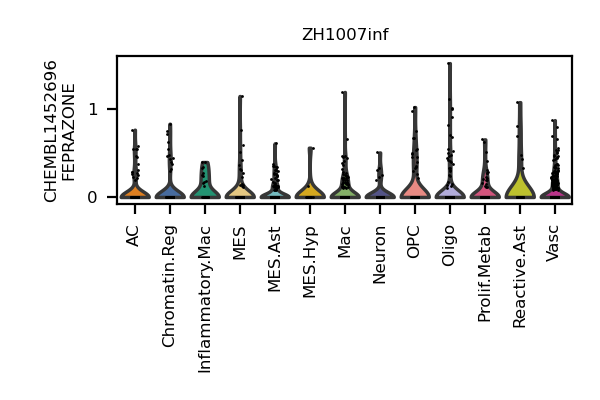 ZH1007inf
CHEMBL1452696
FEPRAZONE
1
0
AC
Chromatin.Reg
Inflammatory.Mac
MES
MES.Ast
MES.Hyp
Mac
Neuron
OPC
Oligo
Prolif.Metab
Reactive.Ast
Vasc